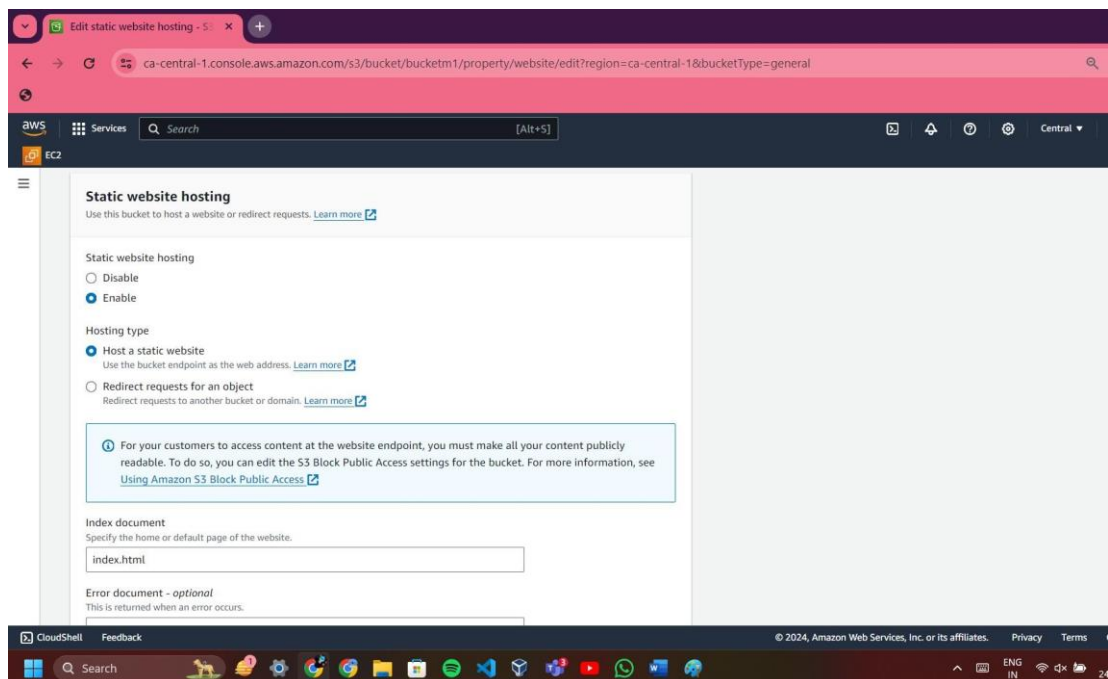 Edit static website hosting - S3
ca-central-1.console.aws.amazon.com/s3/bucket/bucketm1/property/website/edit?region=ca-central-1&bucketType=general
aws
Services
Search
[Alt+S]
Central
EC2
Static website hosting
Use this bucket to host a website or redirect requests. Learn more
Static website hosting
Disable
Enable
Hosting type
Host a static website
Use the bucket endpoint as the web address. Learn more
Redirect requests for an object
Redirect requests to another bucket or domain. Learn more
For your customers to access content at the website endpoint, you must make all your content publicly
readable. To do so, you can edit the S3 Block Public Access settings for the bucket. For more information, see
Using Amazon S3 Block Public Access
Index document
Specify the home or default page of the website.
index.html
Error document - optional
This is returned when an error occurs.
CloudShell Feedback
© 2024, Amazon Web Services, Inc. or its affiliates. Privacy Terms
Search
ENG
IN